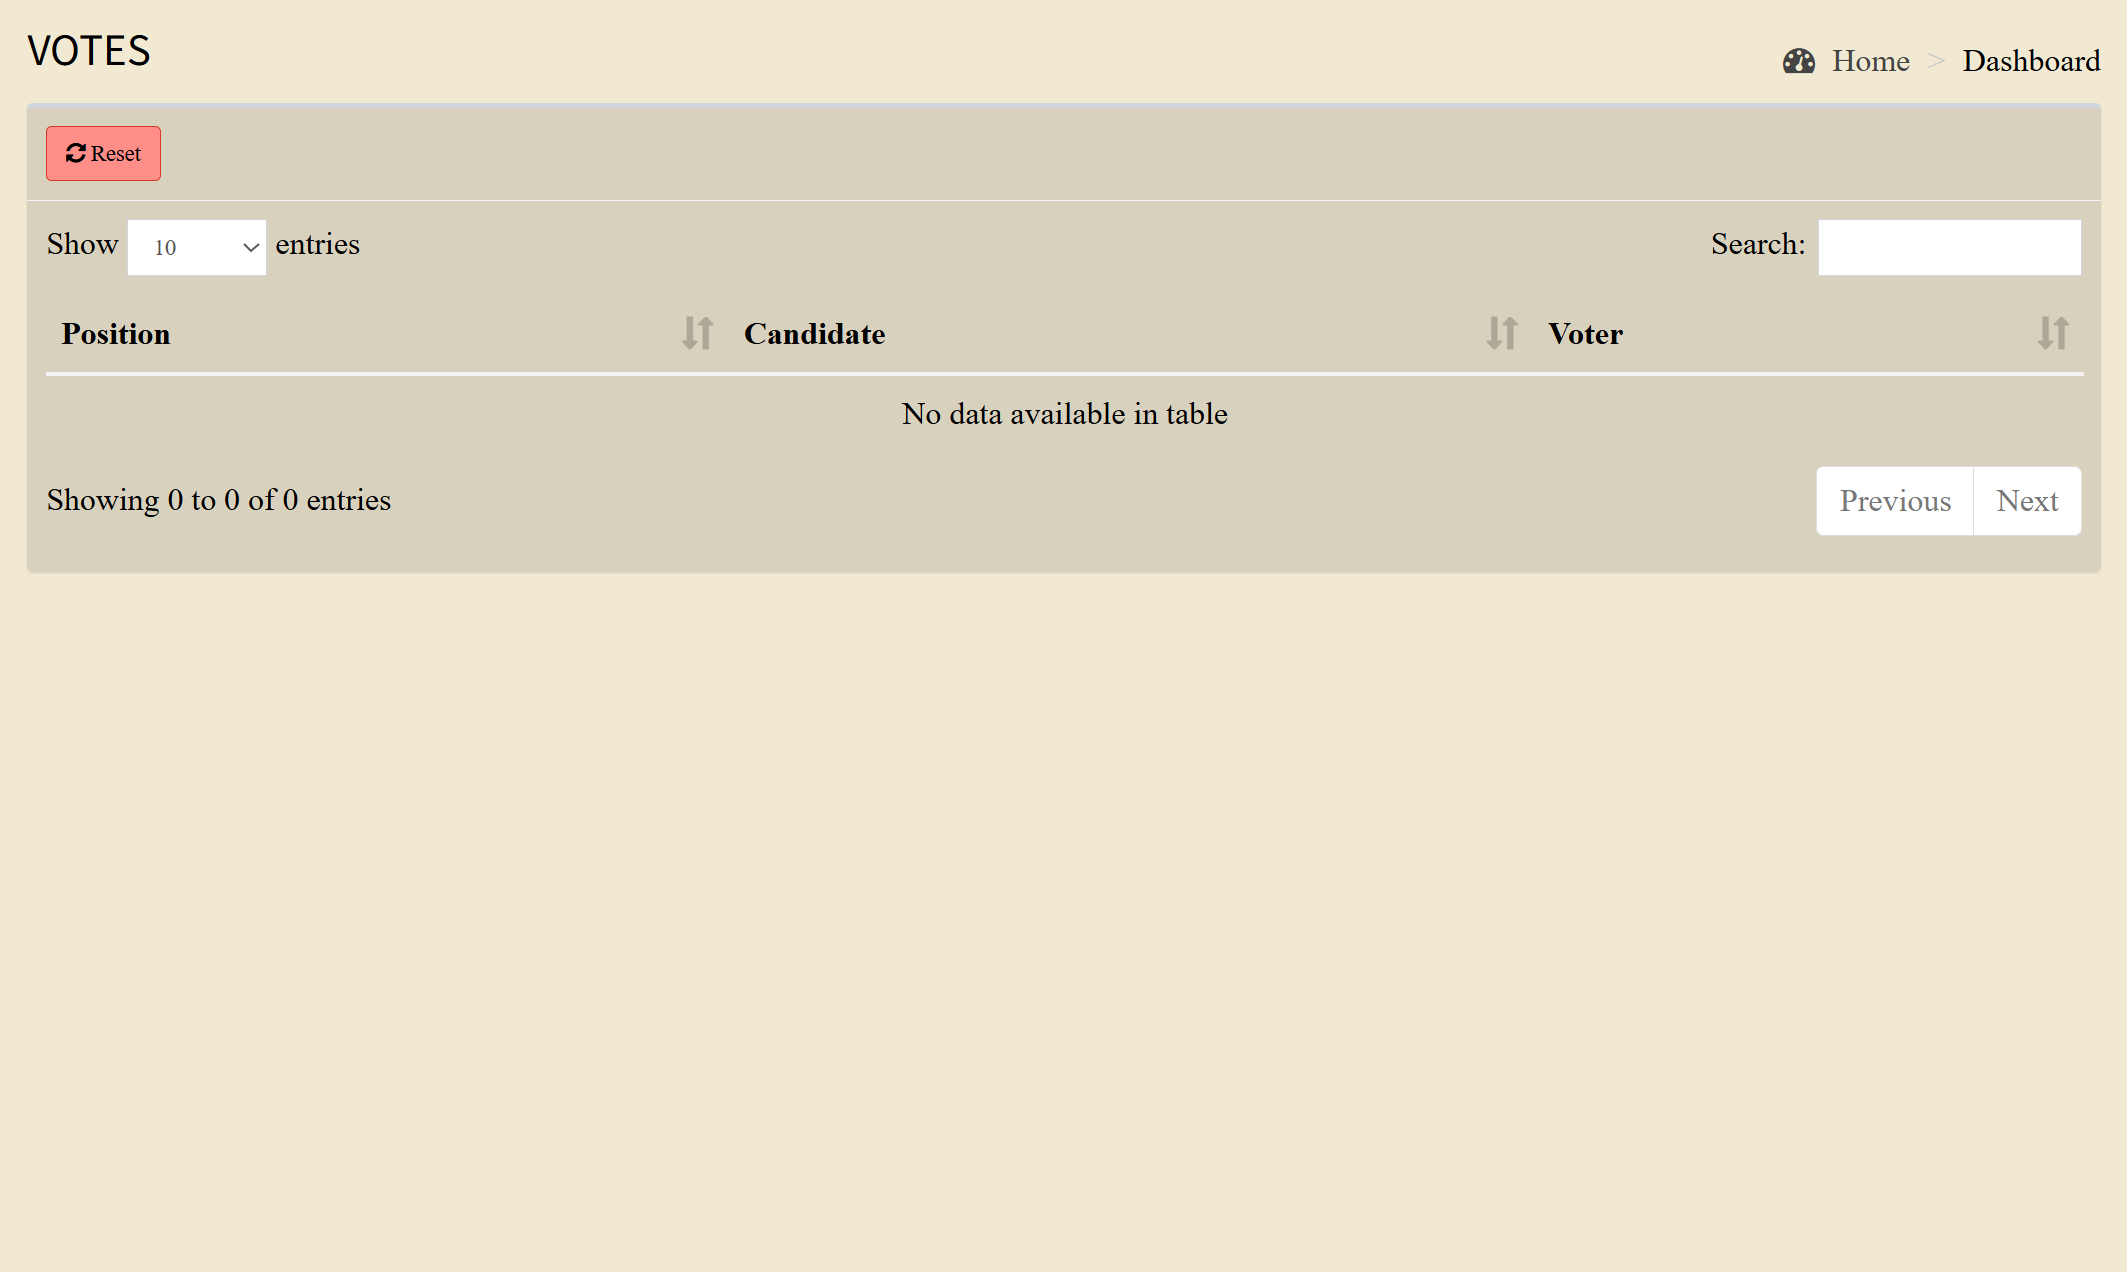 VOTES
Home > Dashboard
Reset
Show 10 entries
Search:
Position Candidate Voter
No data available in table
Showing 0 to 0 of 0 entries
Previous Next